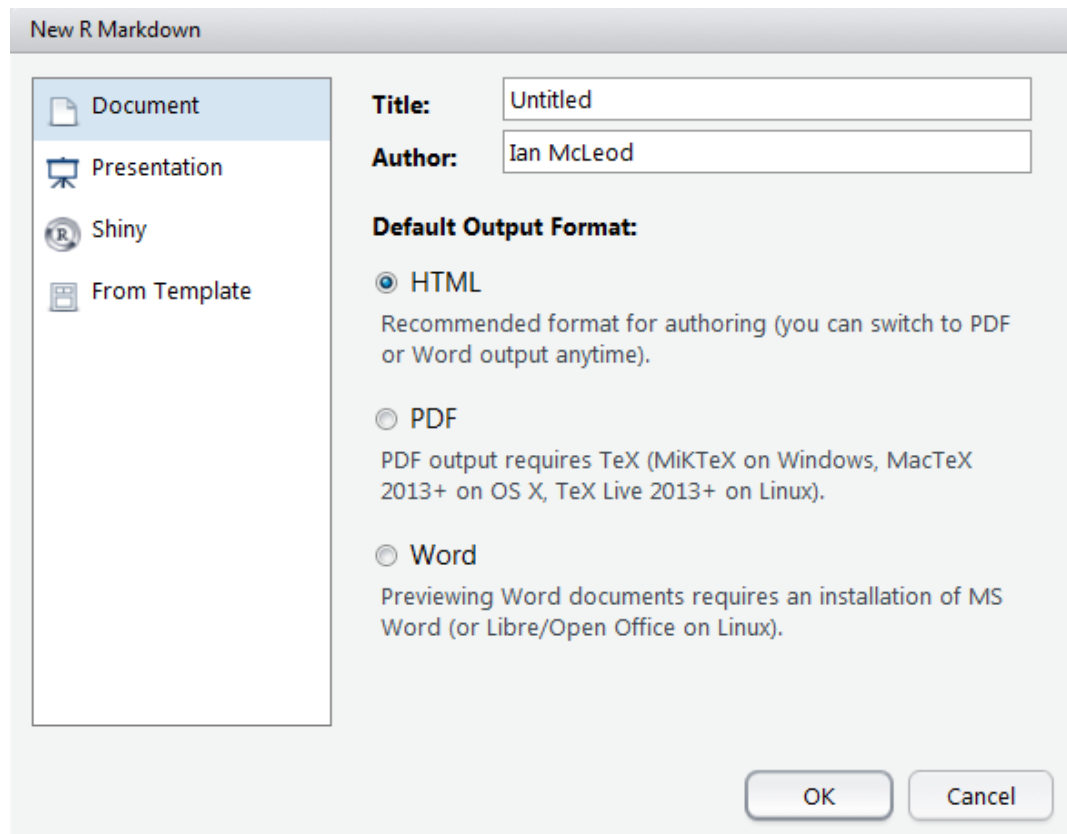 New R Markdown
Document
Presentation
R
Shiny
From Template
Title:
Untitled
Author:
Ian McLeod
Default Output Format:
HTML
Recommended format for authoring (you can switch to PDF
or Word output anytime).
PDF
PDF output requires TeX (MiKTeX on Windows, MacTeX
2013+ on OS X, TeX Live 2013+ on Linux).
Word
Previewing Word documents requires an installation of MS
Word (or Libre/Open Office on Linux).
OK
Cancel